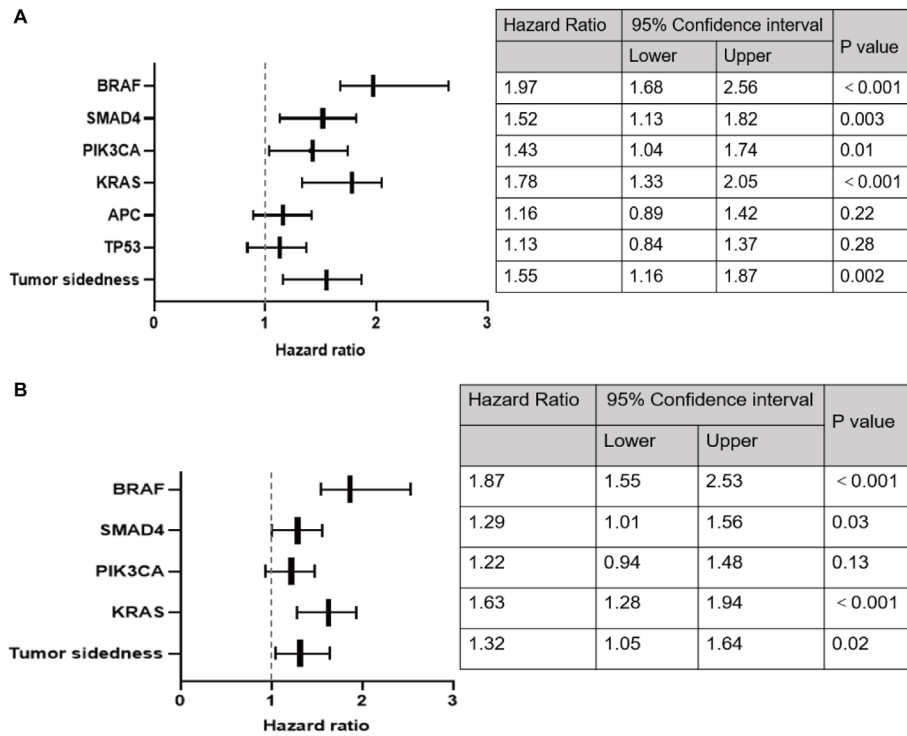 A
Hazard Ratio 95% Confidence interval P value
Lower Upper
BRAF 1.97 1.68 2.56 < 0.001
SMAD4 1.52 1.13 1.82 0.003
PIK3CA 1.43 1.04 1.74 0.01
KRAS 1.78 1.33 2.05 < 0.001
APC 1.16 0.89 1.42 0.22
TP53 1.13 0.84 1.37 0.28
Tumor sidedness 1.55 1.16 1.87 0.002
0 1 2 3
Hazard ratio
B
Hazard Ratio 95% Confidence interval P value
Lower Upper
BRAF 1.87 1.55 2.53 < 0.001
SMAD4 1.29 1.01 1.56 0.03
PIK3CA 1.22 0.94 1.48 0.13
KRAS 1.63 1.28 1.94 < 0.001
Tumor sidedness 1.32 1.05 1.64 0.02
0 1 2 3
Hazard ratio